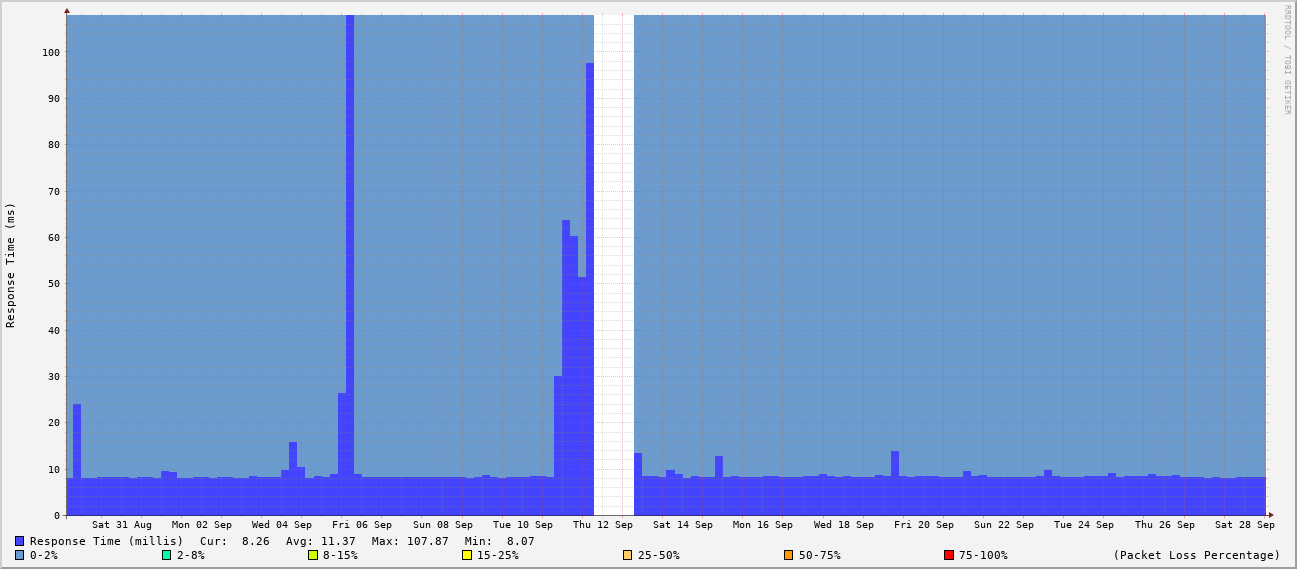 RRDTOOL / TOBI OETIKER
Response Time (ms)
100
90
80
70
60
50
40
30
20
10
0
Sat 31 Aug Mon 02 Sep Wed 04 Sep Fri 06 Sep Sun 08 Sep Tue 10 Sep Thu 12 Sep Sat 14 Sep Mon 16 Sep Wed 18 Sep Fri 20 Sep Sun 22 Sep Tue 24 Sep Thu 26 Sep Sat 28 Sep
Response Time (millis) Cur: 8.26 Avg: 11.37 Max: 107.87 Min: 8.07
0-2% 2-8% 8-15% 15-25% 25-50% 50-75% 75-100% (Packet Loss Percentage)